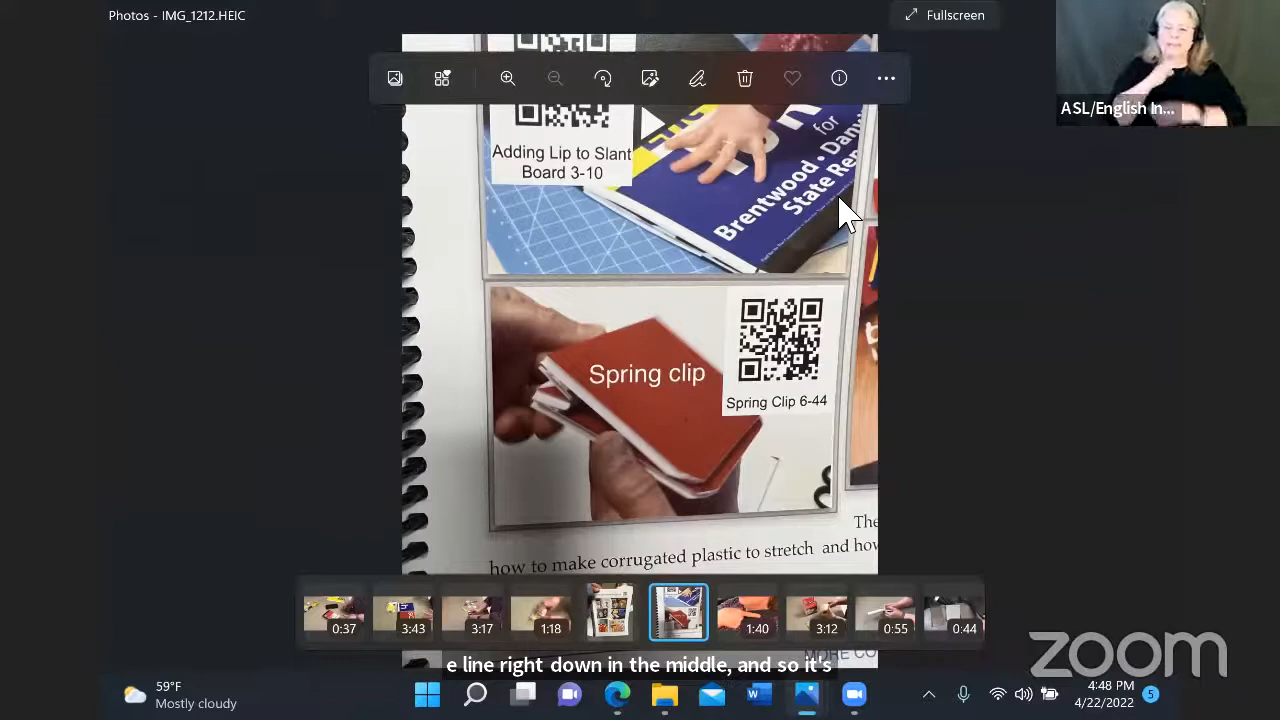 Photos - IMG_1212.HEIC
Fullscreen
ASL/English In...
Adding Lip to Slant
Board 3-10
for
Brentwood • Danv
State Re
Spring clip
Spring Clip 6-44
The
how to make corrugated plastic to stretch and how
0:37
3:43
3:17
1:18
1:40
3:12
0:55
0:44
MORE CO
e line right down in the middle, and so it's
zoom
59°F
Mostly cloudy
4:48 PM
4/22/2022
5